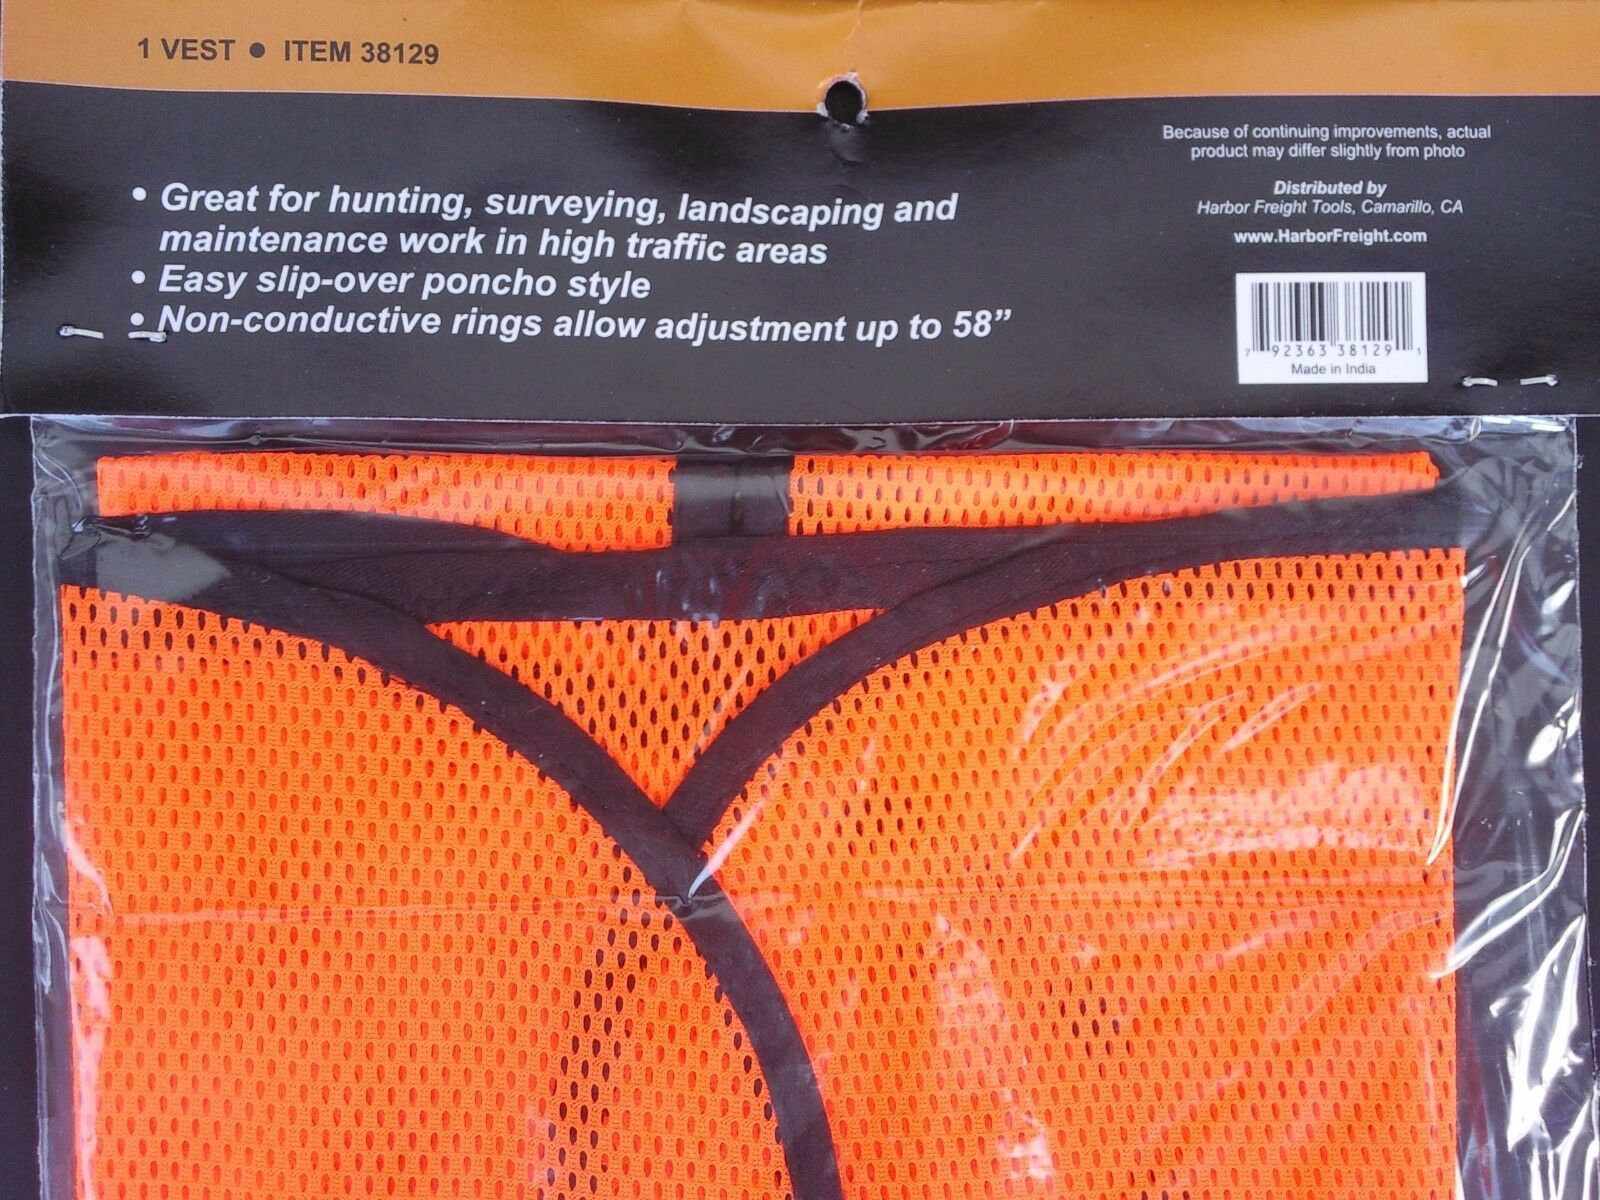 1 VEST ● ITEM 38129
• Great for hunting, surveying, landscaping and
maintenance work in high traffic areas
• Easy slip-over poncho style
• Non-conductive rings allow adjustment up to 58”
Because of continuing improvements, actual
product may differ slightly from photo
Distributed by
Harbor Freight Tools, Camarillo, CA
www.HarborFreight.com
7 92363 38129 1
Made in India